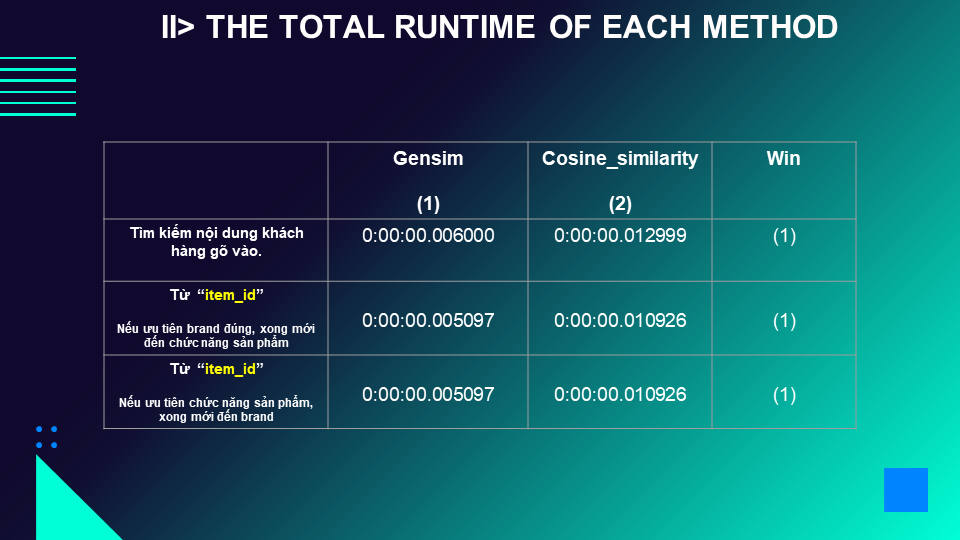 II> THE TOTAL RUNTIME OF EACH METHOD
Gensim
(1)
Cosine_similarity
(2)
Win
Tìm kiếm nội dung khách
hàng gõ vào.
0:00:00.006000
0:00:00.012999
(1)
Từ “item_id”
Nếu ưu tiên brand đúng, xong mới
đến chức năng sản phẩm
0:00:00.005097
0:00:00.010926
(1)
Từ “item_id”
Nếu ưu tiên chức năng sản phẩm,
xong mới đến brand
0:00:00.005097
0:00:00.010926
(1)